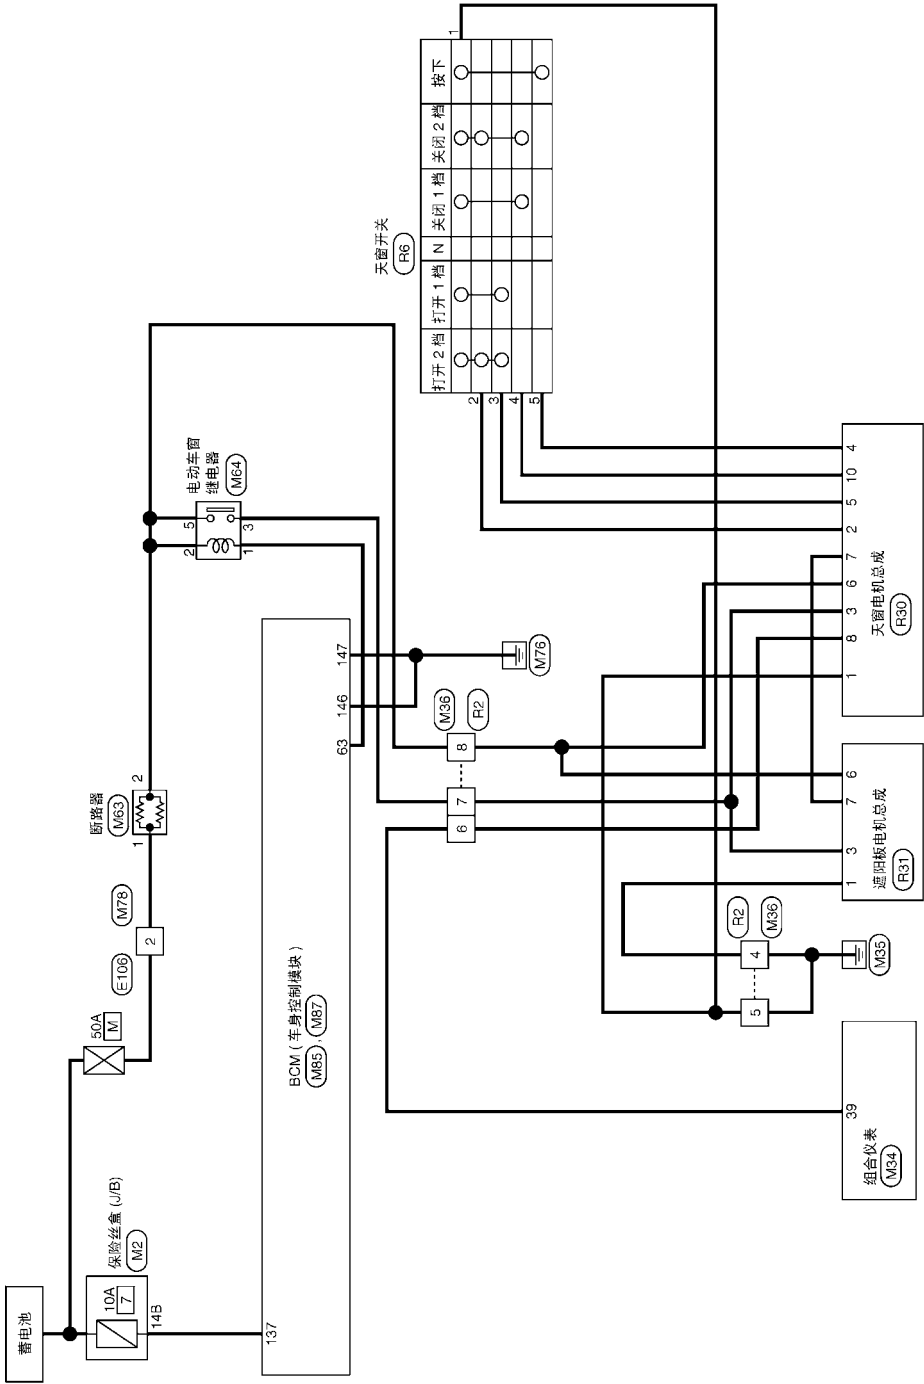 蓄电池
保险丝盒 (J/B)
M2
10A
7
14B
50A
M
E106
2
M78
断路器
M63
1
2
电动车窗
继电器
M64
2
5
1
3
BCM ( 车身控制模块 )
M85 , M87
137
63
146
147
M76
天窗开关
R6
打开 2 档
打开 1 档
N
关闭 1 档
关闭 2 档
按下
1
2
3
4
5
M36
R2
6
7
8
R2
M36
5
4
M35
组合仪表
M34
39
遮阳板电机总成
R31
1
3
7
6
天窗电机总成
R30
1
8
3
6
7
2
5
10
4